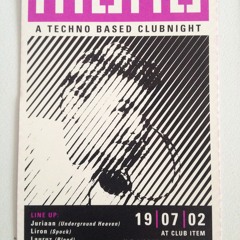 A TECHNO BASED CLUBNIGHT
LINE UP:
Juriaan (Underground Heaven)
Liron (Spock)
19|07|02
AT CLUB ITEM